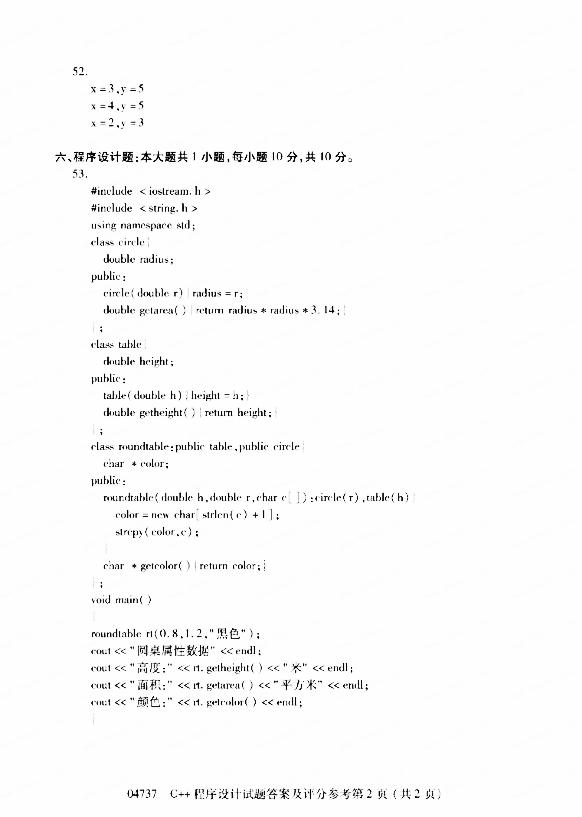 52.
x = 3 ,y = 5
x = 4 ,y = 5
x = 2 ,y = 3
六、程序设计题:本大题共 1 小题,每小题 10 分,共 10 分。
53.
#include < iostream. h >
#include < string. h >
using namespace std;
class circle{
double radius;
public:
circle( double r) { radius = r;
double getarea( ) { return radius * radius * 3. 14; }
} ;
class table{
double height;
public:
table( double h) { height = h; }
double getheight( ) { return height; }
} ;
class roundtable:public table,public circle{
char * color;
public:
roundtable( double h,double r,char c[ ] ) :circle( r) ,table( h) {
color = new char[ strlen( c) + 1 ] ;
strcpy( color,c) ;
}
char * getcolor( ) { return color; }
} ;
void main( )
{
roundtable rt(0. 8,1. 2," 黑色" ) ;
cout << " 圆桌属性数据" << endl;
cout << " 高度:" << rt. getheight( ) << " 米" << endl;
cout << " 面积:" << rt. getarea( ) << " 平方米" << endl;
cout << " 颜色:" << rt. getcolor( ) << endl;
}
04737 C++ 程序设计试题答案及评分参考第 2 页 ( 共 2 页)